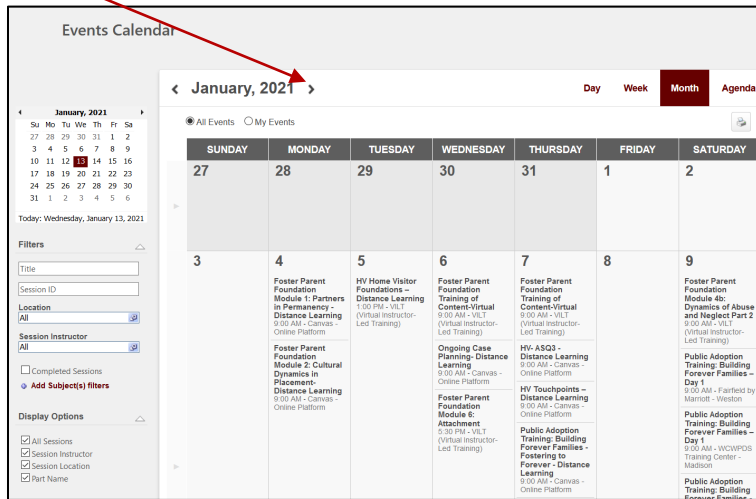 Events Calendar
January, 2021
Day Week Month Agenda
All Events My Events
January, 2021
Su Mo Tu We Th Fr Sa
27 28 29 30 31 1 2
3 4 5 6 7 8 9
10 11 12 13 14 15 16
17 18 19 20 21 22 23
24 25 26 27 28 29 30
31 1 2 3 4 5 6
Today: Wednesday, January 13, 2021
Filters
Title
Session ID
Location
All
Session Instructor
All
Completed Sessions
Add Subject(s) filters
Display Options
All Sessions
Session Instructor
Session Location
Part Name
SUNDAY MONDAY TUESDAY WEDNESDAY THURSDAY FRIDAY SATURDAY
27 28 29 30 31 1 2
3
4
Foster Parent
Foundation
Module 1: Partners
in Permanency -
Distance Learning
9:00 AM - Canvas -
Online Platform
Foster Parent
Foundation
Module 2: Cultural
Dynamics in
Placement-
Distance Learning
9:00 AM - Canvas -
Online Platform
5
HV Home Visitor
Foundations –
Distance Learning
1:00 PM - VILT
(Virtual Instructor-
Led Training)
6
Foster Parent
Foundation
Training of
Content-Virtual
9:00 AM - VILT
(Virtual Instructor-
Led Training)
Ongoing Case
Planning- Distance
Learning
9:00 AM - Canvas -
Online Platform
Foster Parent
Foundation
Module 6:
Attachment
5:30 PM - VILT
(Virtual Instructor-
Led Training)
7
Foster Parent
Foundation
Training of
Content-Virtual
9:00 AM - VILT
(Virtual Instructor-
Led Training)
HV- ASQ3 -
Distance Learning
9:00 AM - Canvas -
Online Platform
HV Touchpoints –
Distance Learning
9:00 AM - Canvas -
Online Platform
Public Adoption
Training: Building
Forever Families -
Fostering to
Forever - Distance
Learning
9:00 AM - Canvas -
Online Platform
8
9
Foster Parent
Foundation
Module 4b:
Dynamics of Abuse
and Neglect Part 2
9:00 AM - VILT
(Virtual Instructor-
Led Training)
Public Adoption
Training: Building
Forever Families –
Day 1
9:00 AM - Fairfield by
Marriott - Weston
Public Adoption
Training: Building
Forever Families –
Day 1
9:00 AM - WCWPDS
Training Center -
Madison
Public Adoption
Training: Building
Forever Families –